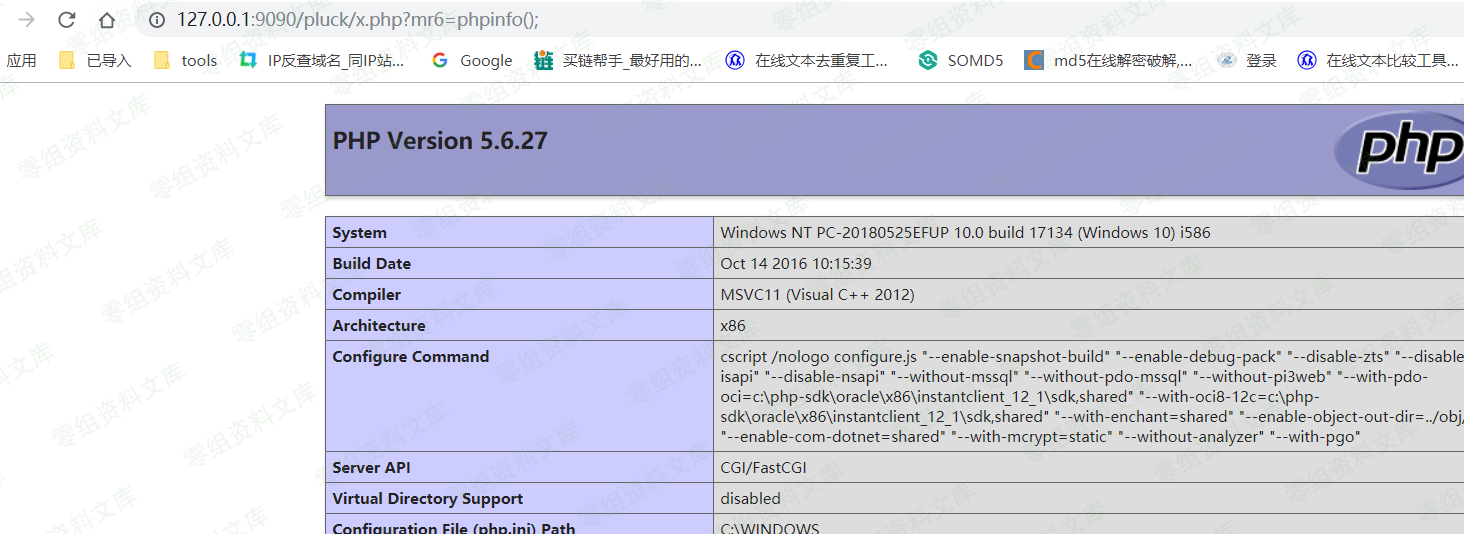 127.0.0.1:9090/pluck/x.php?mr6=phpinfo();
应用 已导入 tools IP反查域名_同IP站... Google 买链帮手_最好用的... 在线文本去重复工... SOMD5 md5在线解密破解,... 登录 在线文本比较工具...
PHP Version 5.6.27
php
System Windows NT PC-20180525EFUP 10.0 build 17134 (Windows 10) i586
Build Date Oct 14 2016 10:15:39
Compiler MSVC11 (Visual C++ 2012)
Architecture x86
Configure Command cscript /nologo configure.js "--enable-snapshot-build" "--enable-debug-pack" "--disable-zts" "--disable
isapi" "--disable-nsapi" "--without-mssql" "--without-pdo-mssql" "--without-pi3web" "--with-pdo-
oci=c:\php-sdk\oracle\x86\instantclient_12_1\sdk,shared" "--with-oci8-12c=c:\php-
sdk\oracle\x86\instantclient_12_1\sdk,shared" "--with-enchant=shared" "--enable-object-out-dir=../obj/
"--enable-com-dotnet=shared" "--with-mcrypt=static" "--without-analyzer" "--with-pgo"
Server API CGI/FastCGI
Virtual Directory Support disabled
Configuration File (php.ini) Path C:\WINDOWS
零组资料文库